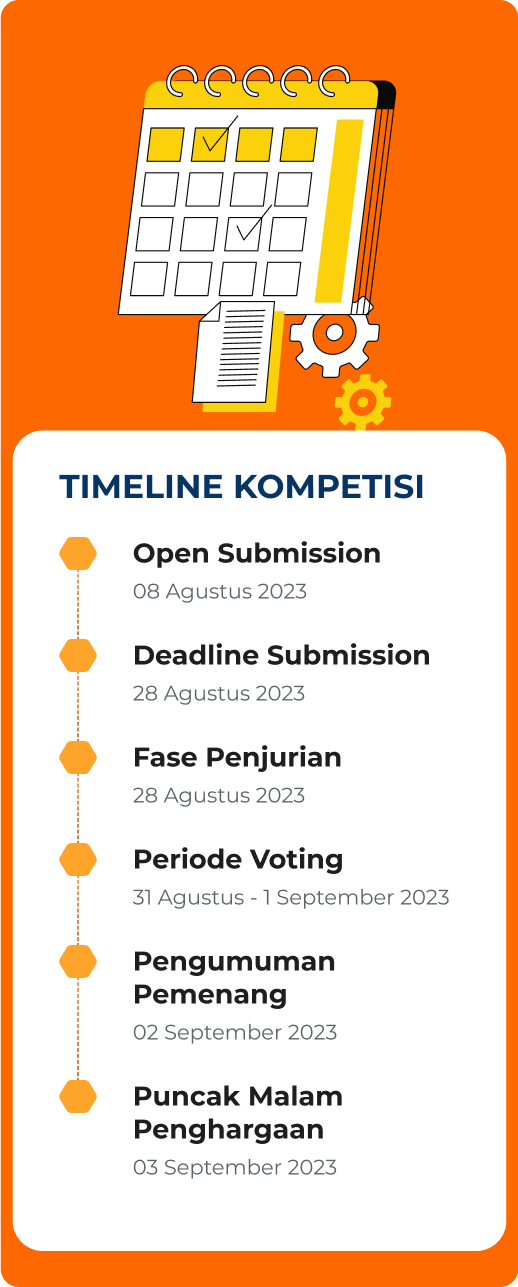 TIMELINE KOMPETISI
Open Submission
08 Agustus 2023
Deadline Submission
28 Agustus 2023
Fase Penjurian
28 Agustus 2023
Periode Voting
31 Agustus - 1 September 2023
Pengumuman
Pemenang
02 September 2023
Puncak Malam
Penghargaan
03 September 2023